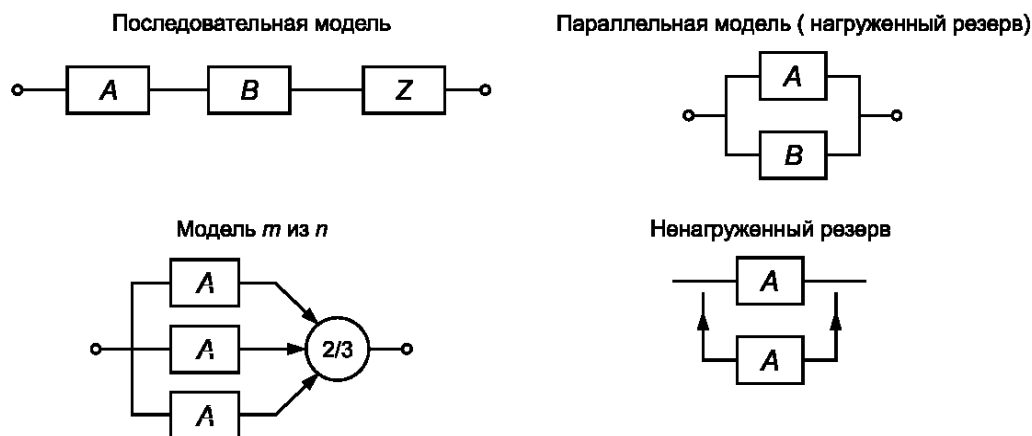 Последовательная модель
A
B
Z
Параллельная модель ( нагруженный резерв)
A
B
Модель m из n
A
A
A
2/3
Ненагруженный резерв
A
A